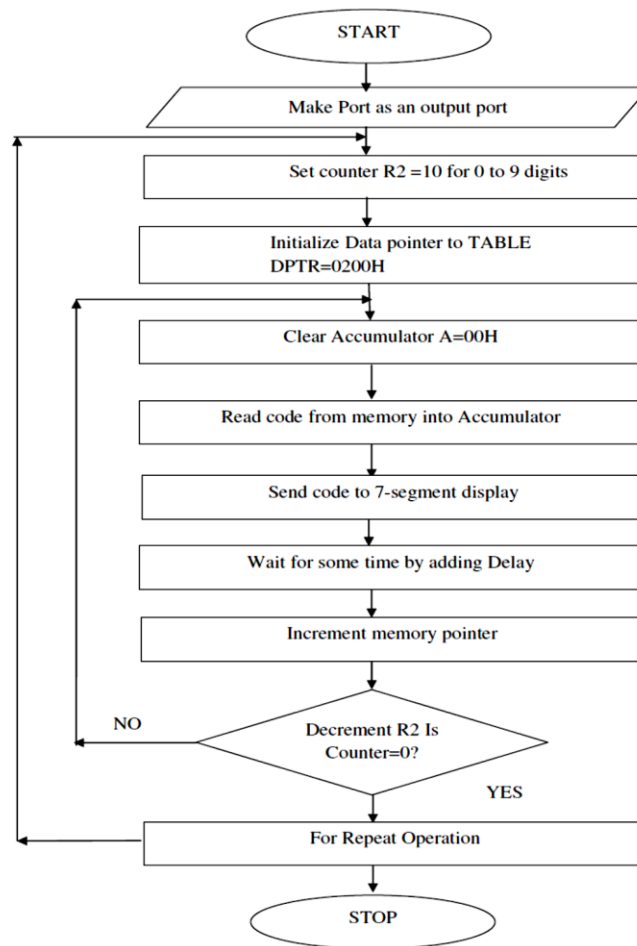 START
Make Port as an output port
Set counter R2 =10 for 0 to 9 digits
Initialize Data pointer to TABLE
DPTR=0200H
Clear Accumulator A=00H
Read code from memory into Accumulator
Send code to 7-segment display
Wait for some time by adding Delay
Increment memory pointer
NO
Decrement R2 Is
Counter=0?
YES
For Repeat Operation
STOP